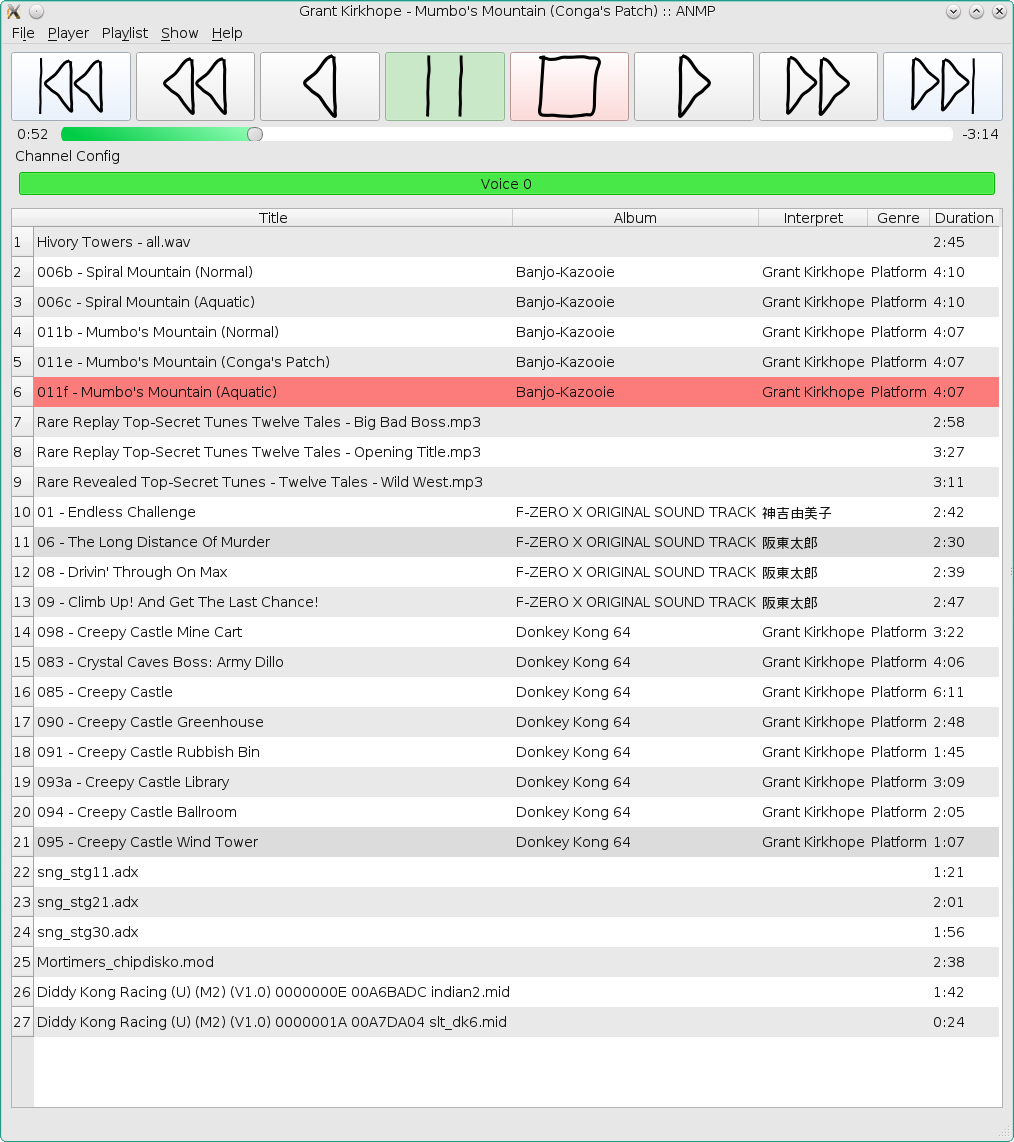 Grant Kirkhope - Mumbo's Mountain (Conga's Patch) :: ANMP
File Player Playlist Show Help
0:52 -3:14
Channel Config
Voice 0
Title Album Interpret Genre Duration
1 Hivory Towers - all.wav 2:45
2 006b - Spiral Mountain (Normal) Banjo-Kazooie Grant Kirkhope Platform 4:10
3 006c - Spiral Mountain (Aquatic) Banjo-Kazooie Grant Kirkhope Platform 4:10
4 011b - Mumbo's Mountain (Normal) Banjo-Kazooie Grant Kirkhope Platform 4:07
5 011e - Mumbo's Mountain (Conga's Patch) Banjo-Kazooie Grant Kirkhope Platform 4:07
6 011f - Mumbo's Mountain (Aquatic) Banjo-Kazooie Grant Kirkhope Platform 4:07
7 Rare Replay Top-Secret Tunes Twelve Tales - Big Bad Boss.mp3 2:58
8 Rare Replay Top-Secret Tunes Twelve Tales - Opening Title.mp3 3:27
9 Rare Revealed Top-Secret Tunes - Twelve Tales - Wild West.mp3 3:11
10 01 - Endless Challenge F-ZERO X ORIGINAL SOUND TRACK 神吉由美子 2:42
11 06 - The Long Distance Of Murder F-ZERO X ORIGINAL SOUND TRACK 阪東太郎 2:30
12 08 - Drivin' Through On Max F-ZERO X ORIGINAL SOUND TRACK 阪東太郎 2:39
13 09 - Climb Up! And Get The Last Chance! F-ZERO X ORIGINAL SOUND TRACK 阪東太郎 2:47
14 098 - Creepy Castle Mine Cart Donkey Kong 64 Grant Kirkhope Platform 3:22
15 083 - Crystal Caves Boss: Army Dillo Donkey Kong 64 Grant Kirkhope Platform 4:06
16 085 - Creepy Castle Donkey Kong 64 Grant Kirkhope Platform 6:11
17 090 - Creepy Castle Greenhouse Donkey Kong 64 Grant Kirkhope Platform 2:48
18 091 - Creepy Castle Rubbish Bin Donkey Kong 64 Grant Kirkhope Platform 1:45
19 093a - Creepy Castle Library Donkey Kong 64 Grant Kirkhope Platform 3:09
20 094 - Creepy Castle Ballroom Donkey Kong 64 Grant Kirkhope Platform 2:05
21 095 - Creepy Castle Wind Tower Donkey Kong 64 Grant Kirkhope Platform 1:07
22 sng_stg11.adx 1:21
23 sng_stg21.adx 2:01
24 sng_stg30.adx 1:56
25 Mortimers_chipdisko.mod 2:38
26 Diddy Kong Racing (U) (M2) (V1.0) 0000000E 00A6BADC indian2.mid 1:42
27 Diddy Kong Racing (U) (M2) (V1.0) 0000001A 00A7DA04 slt_dk6.mid 0:24